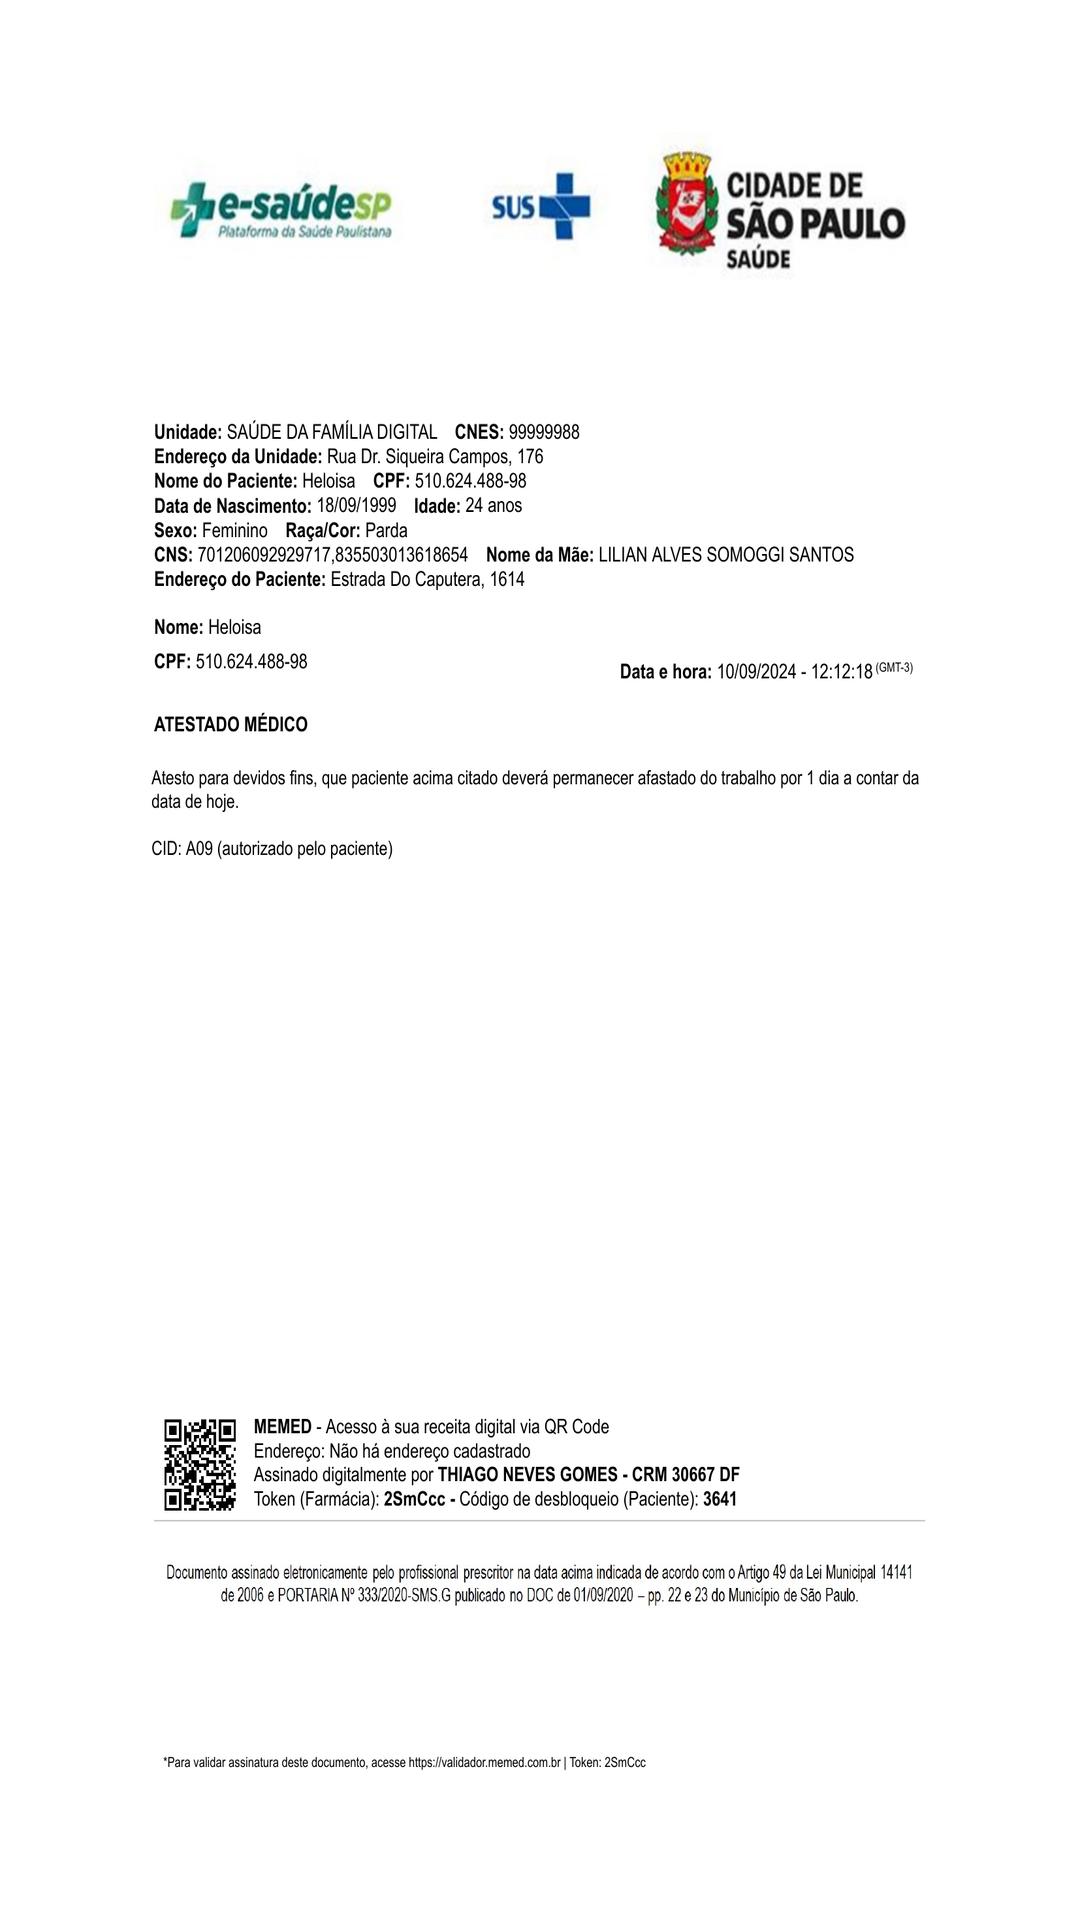 e-saúdeSP
Plataforma da Saúde Paulistana
SUS
CIDADE DE
SÃO PAULO
SAÚDE
Unidade: SAÚDE DA FAMÍLIA DIGITAL CNES: 99999988
Endereço da Unidade: Rua Dr. Siqueira Campos, 176
Nome do Paciente: Heloisa CPF: 510.624.488-98
Data de Nascimento: 18/09/1999 Idade: 24 anos
Sexo: Feminino Raça/Cor: Parda
CNS: 701206092929717,835503013618654 Nome da Mãe: LILIAN ALVES SOMOGGI SANTOS
Endereço do Paciente: Estrada Do Caputera, 1614
Nome: Heloisa
CPF: 510.624.488-98
Data e hora: 10/09/2024 - 12:12:18 (GMT-3)
ATESTADO MÉDICO
Atesto para devidos fins, que paciente acima citado deverá permanecer afastado do trabalho por 1 dia a contar da
data de hoje.
CID: A09 (autorizado pelo paciente)
MEMED - Acesso à sua receita digital via QR Code
Endereço: Não há endereço cadastrado
Assinado digitalmente por THIAGO NEVES GOMES - CRM 30667 DF
Token (Farmácia): 2SmCcc - Código de desbloqueio (Paciente): 3641
Documento assinado eletronicamente pelo profissional prescritor na data acima indicada de acordo com o Artigo 49 da Lei Municipal 14141
de 2006 e PORTARIA Nº 333/2020-SMS.G publicado no DOC de 01/09/2020 – pp. 22 e 23 do Município de São Paulo.
*Para validar assinatura deste documento, acesse https://validador.memed.com.br | Token: 2SmCcc